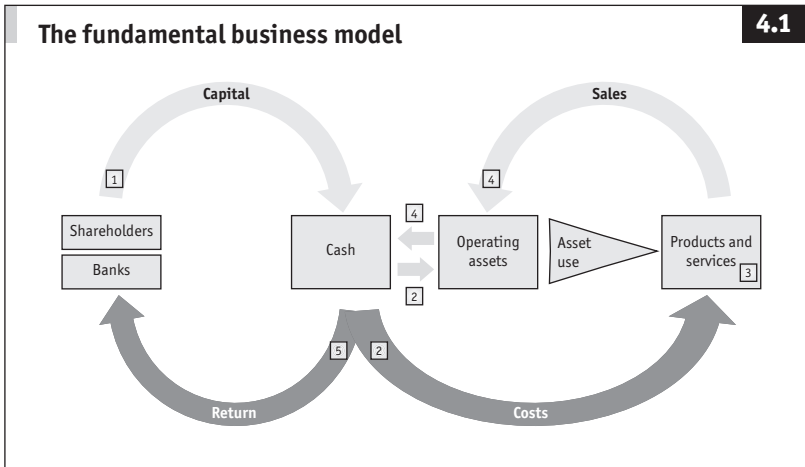 The fundamental business model
4.1
Capital
Sales
1
4
Shareholders
Banks
Cash
4
2
Operating
assets
Asset
use
Products and
services
3
5
2
Return
Costs